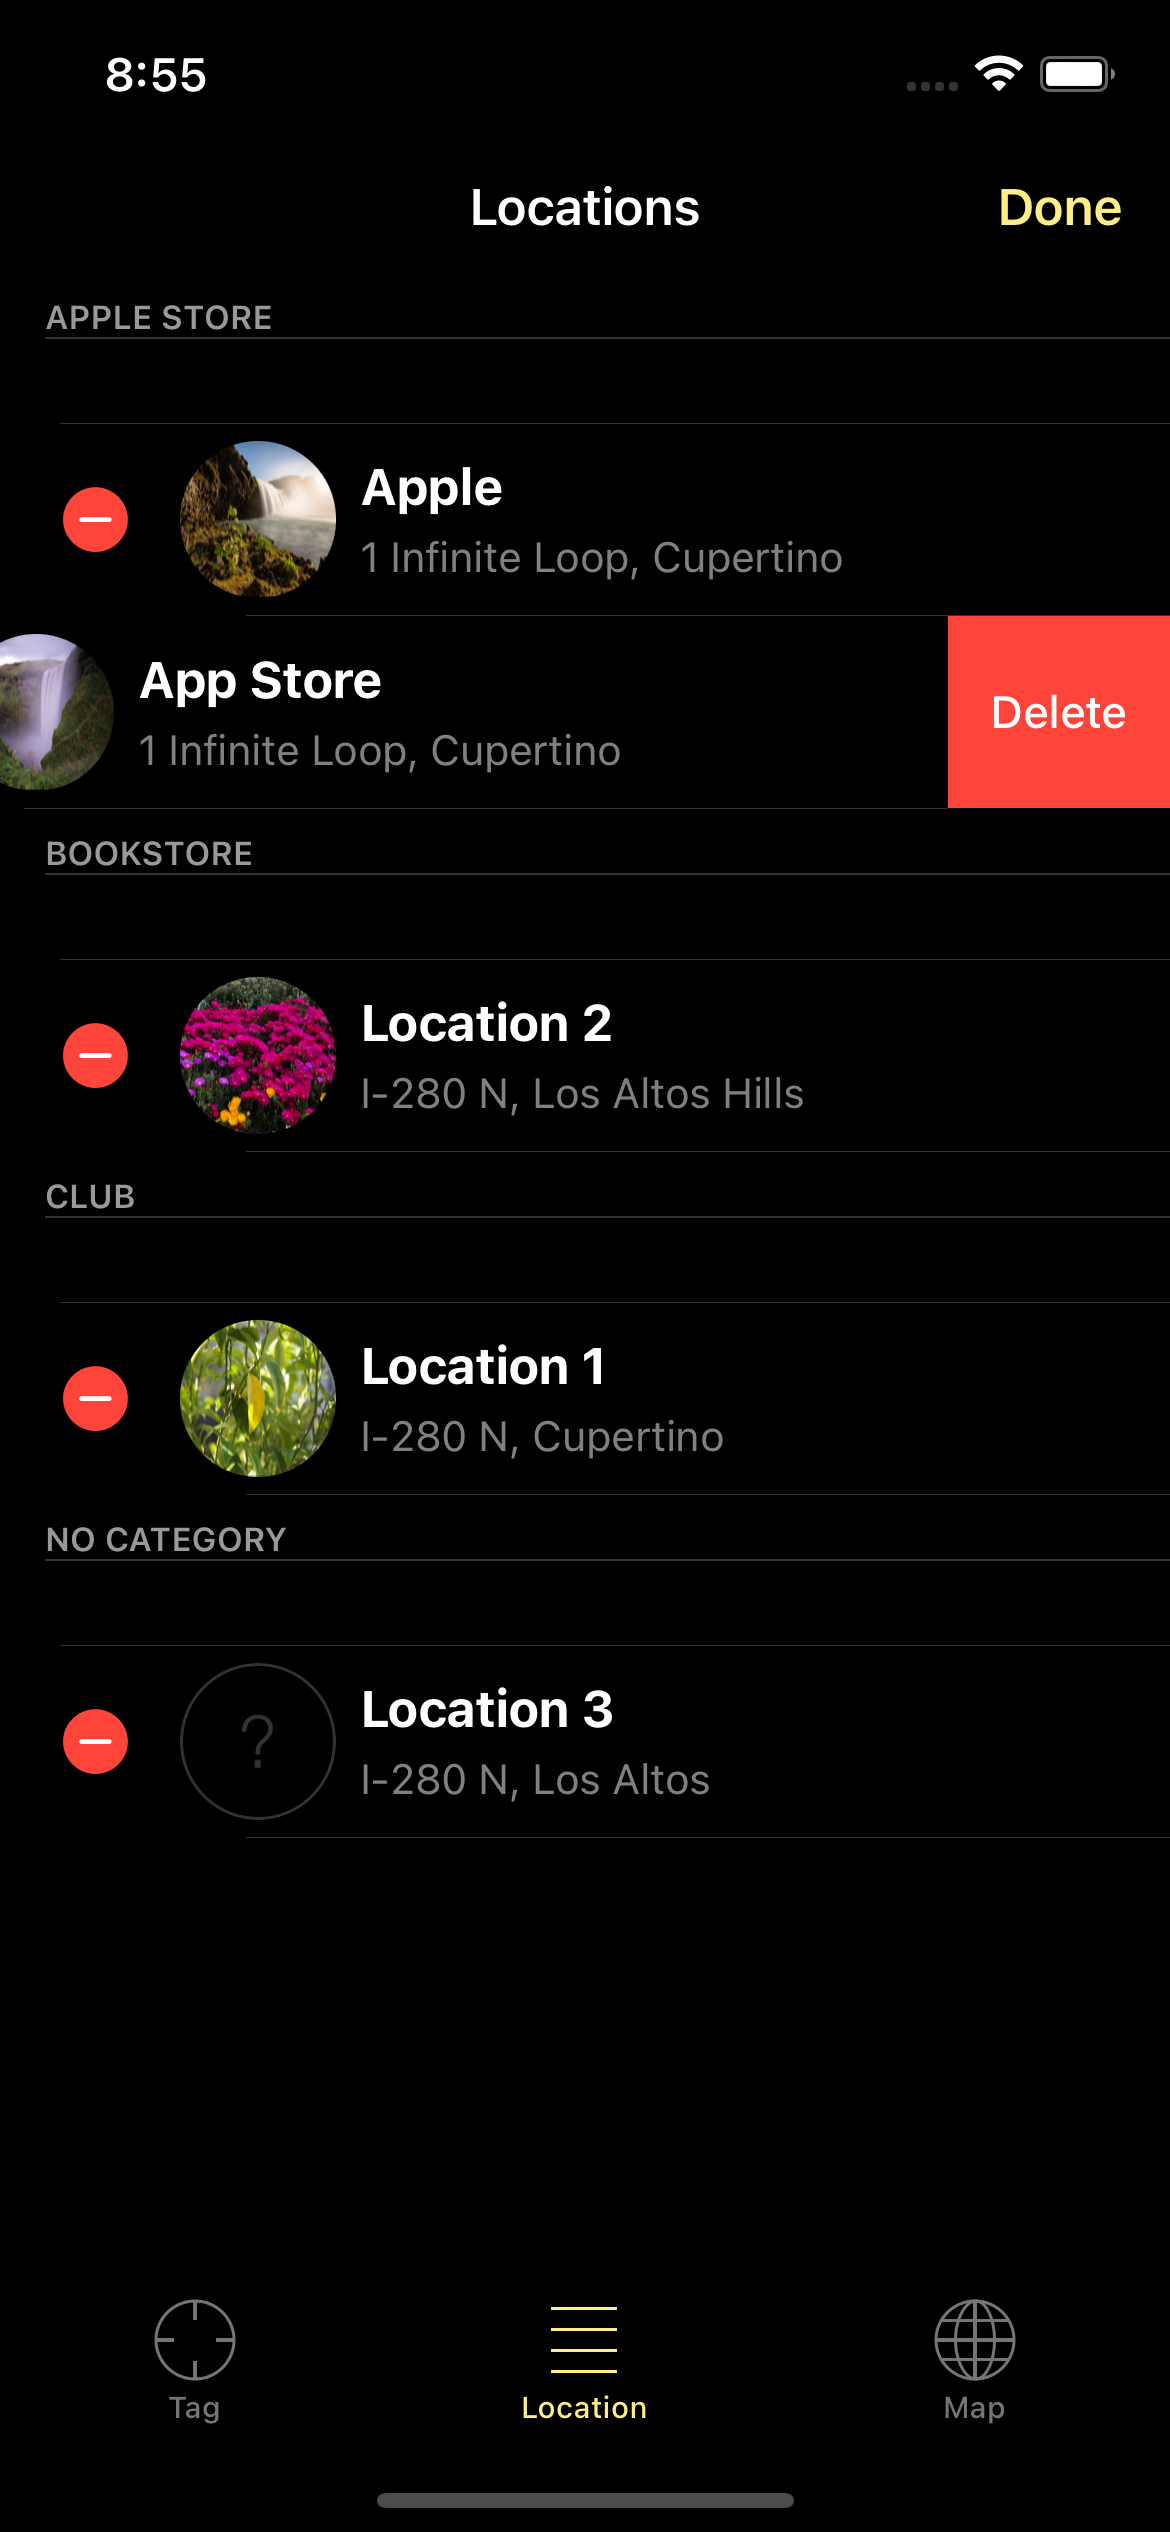 8:55
Locations
Done
APPLE STORE
Apple
1 Infinite Loop, Cupertino
App Store
1 Infinite Loop, Cupertino
Delete
BOOKSTORE
Location 2
I-280 N, Los Altos Hills
CLUB
Location 1
I-280 N, Cupertino
NO CATEGORY
?
Location 3
I-280 N, Los Altos
Tag
Location
Map